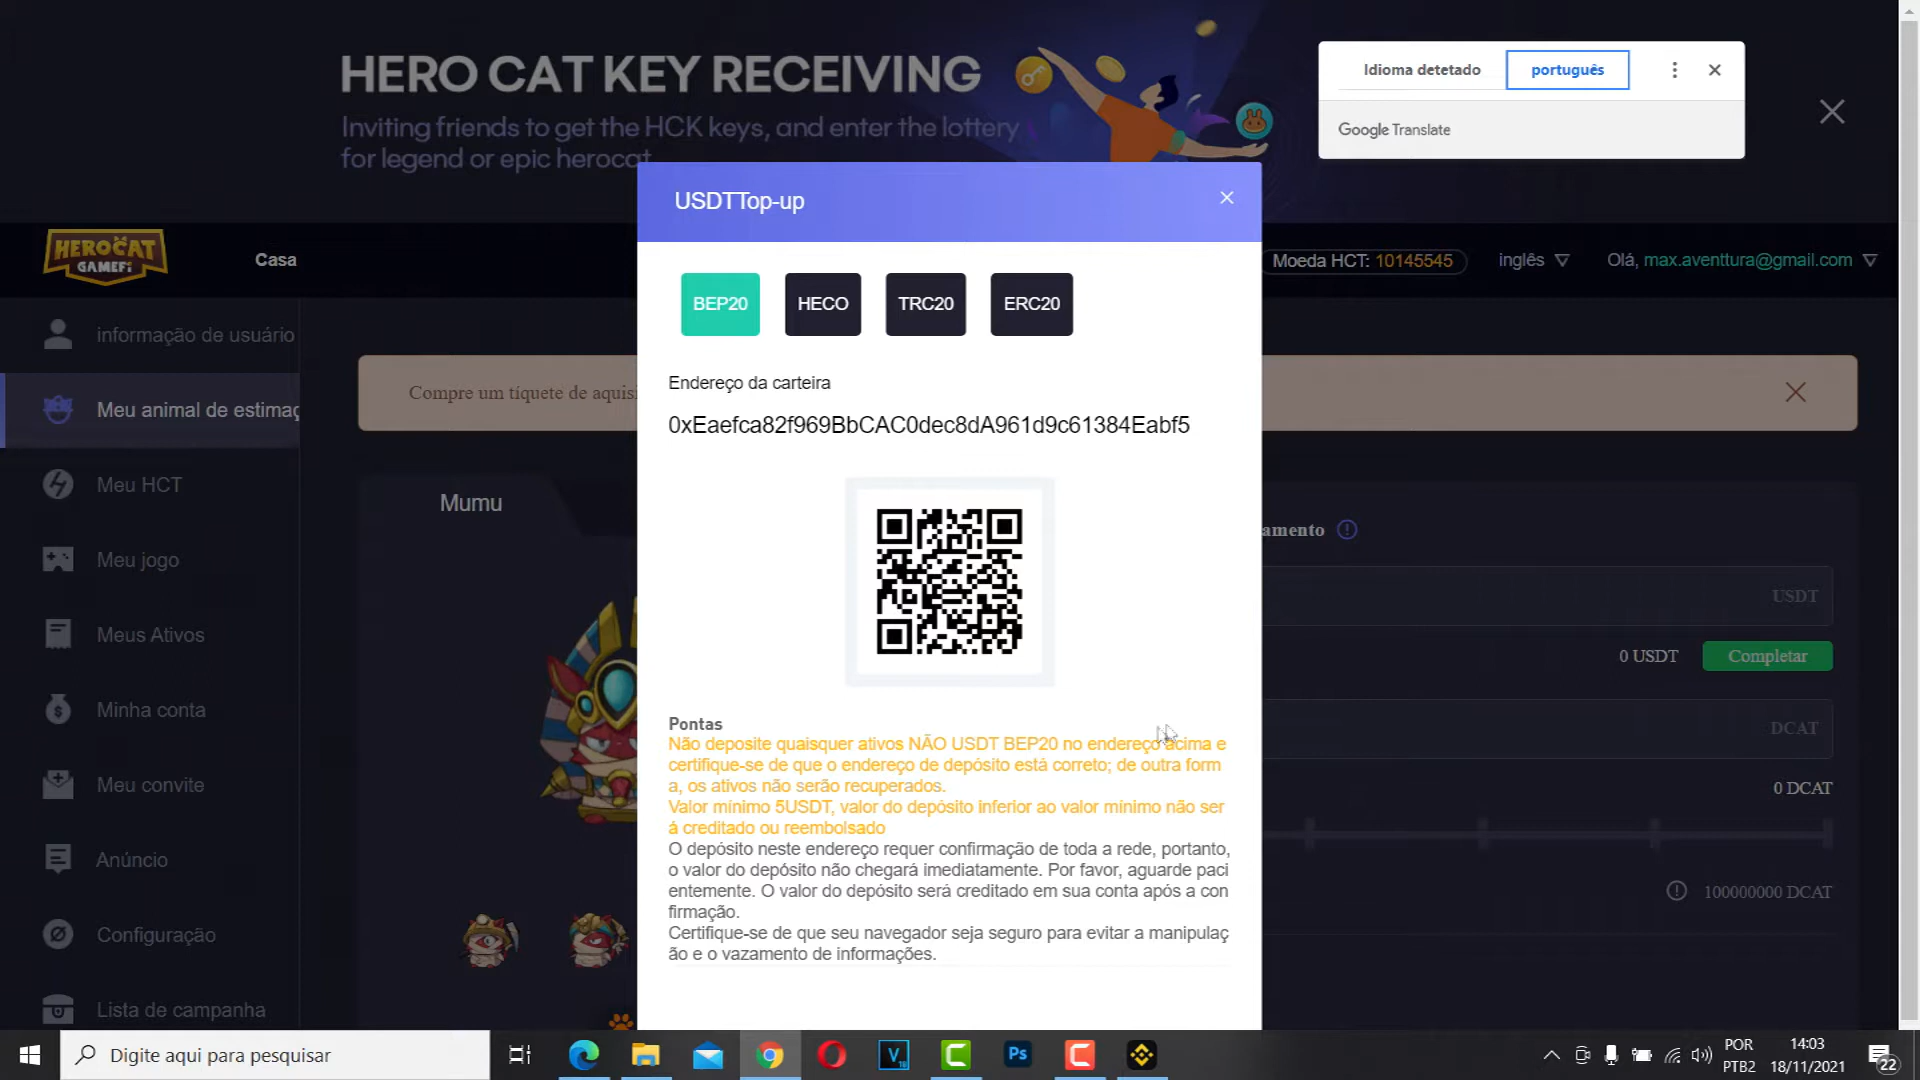 HERO CAT KEY RECEIVING
Inviting friends to get the HCK keys, and enter the lottery
for legend or epic herocat
Idioma detetado
português
Google Translate
USDTTop-up
HEROCAT
GAMEFI
Casa
Moeda HCT: 10145545
inglês
Olá, max.aventtura@gmail.com
BEP20
HECO
TRC20
ERC20
informação de usuário
Meu animal de estimaç
Meu HCT
Meu jogo
Meus Ativos
Minha conta
Meu convite
Anúncio
Configuração
Lista de campanha
Compre um tíquete de aquisi
Mumu
Endereço da carteira
0xEaefca82f969BbCAC0dec8dA961d9c61384Eabf5
Pontas
Não deposite quaisquer ativos NÃO USDT BEP20 no endereço acima e
certifique-se de que o endereço de depósito está correto; de outra form
a, os ativos não serão recuperados.
Valor mínimo 5USDT, valor do depósito inferior ao valor mínimo não ser
á creditado ou reembolsado
O depósito neste endereço requer confirmação de toda a rede, portanto,
o valor do depósito não chegará imediatamente. Por favor, aguarde paci
entemente. O valor do depósito será creditado em sua conta após a con
firmação.
Certifique-se de que seu navegador seja seguro para evitar a manipulaç
ão e o vazamento de informações.
amento
USDT
0 USDT
Completar
DCAT
0 DCAT
100000000 DCAT
Digite aqui para pesquisar
V
Ps
POR
PTB2
14:03
18/11/2021
22